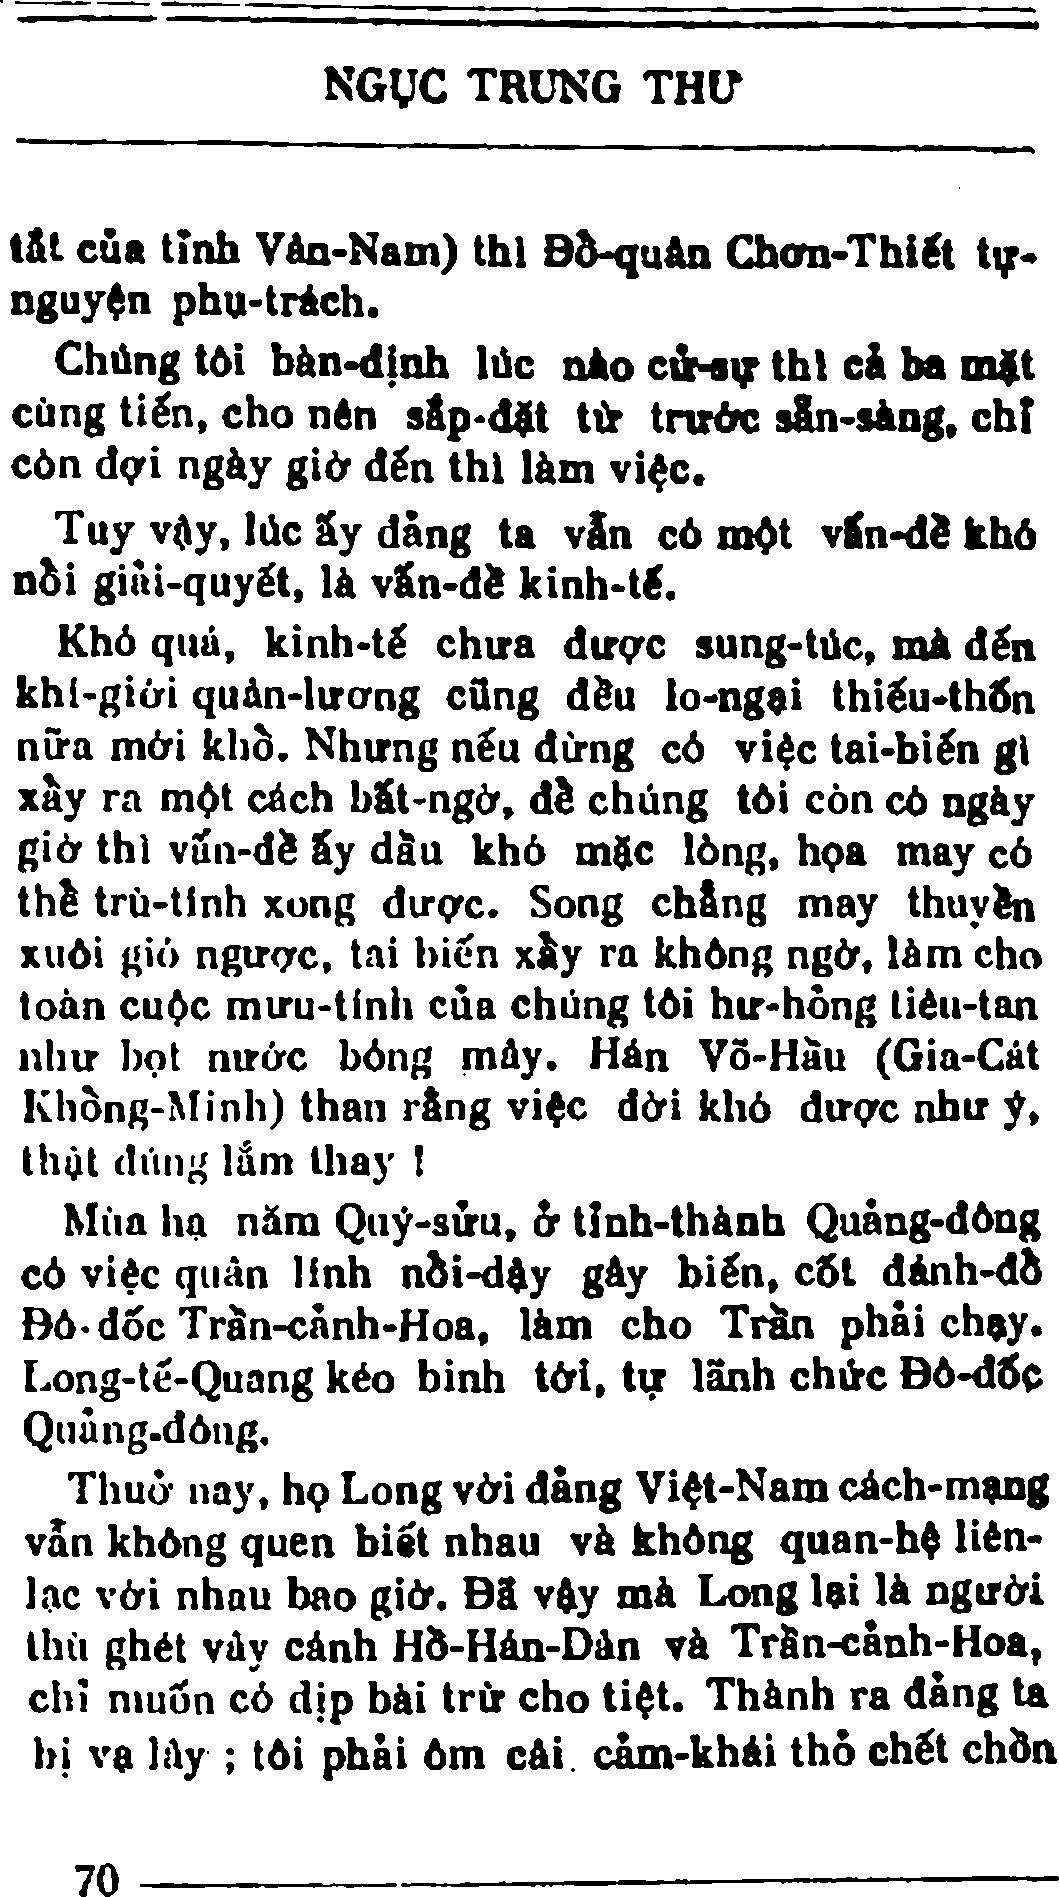 NGỤC TRUNG THƯ
tắt của tỉnh Vân-Nam) thì Đỗ-quân Chơn-Thiết tự-
nguyện phụ-trách.
Chúng tôi bàn-định lúc nào cử-sự thì cả ba mặt
cùng tiến, cho nên sắp-đặt từ trước sẵn-sàng, chỉ
còn đợi ngày giờ đến thì làm việc.
Tuy vậy, lúc ấy đảng ta vẫn có một vấn-đề khó
nỗi giải-quyết, là vấn-đề kinh-tế.
Khó quá, kinh-tế chưa được sung-túc, mà đến
khí-giới quân-lương cũng đều lo-ngại thiếu-thốn
nữa mới khổ. Nhưng nếu đừng có việc tai-biến gì
xẩy ra một cách bất-ngờ, để chúng tôi còn có ngày
giờ thì vấn-đề ấy dầu khó mặc lòng, họa may có
thể trù-tính xong được. Song chẳng may thuyền
xuôi gió ngược, tai biến xẩy ra không ngờ, làm cho
toàn cuộc mưu-tính của chúng tôi hư-hỏng tiêu-tan
như bọt nước bóng mây. Hán Võ-Hầu (Gia-Cát
Khổng-Minh) than rằng việc đời khó được như ý,
thật đúng lắm thay !
Mùa hạ năm Quý-sửu, ở tỉnh-thành Quảng-đông
có việc quân lính nổi-dậy gây biến, cốt đánh-đổ
Đô-đốc Trần-cảnh-Hoa, làm cho Trần phải chạy.
Long-tế-Quang kéo binh tới, tự lãnh chức Đô-đốc
Quảng-đông.
Thuở nay, họ Long với đảng Việt-Nam cách-mạng
vẫn không quen biết nhau và không quan-hệ liên-
lạc với nhau bao giờ. Đã vậy mà Long lại là người
thù ghét vây cánh Hồ-Hán-Dân và Trần-cảnh-Hoa,
chỉ muốn có dịp bài trừ cho tiệt. Thành ra đảng ta
bị vạ lây ; tôi phải ôm cái cảm-khái thỏ chết chồn
70